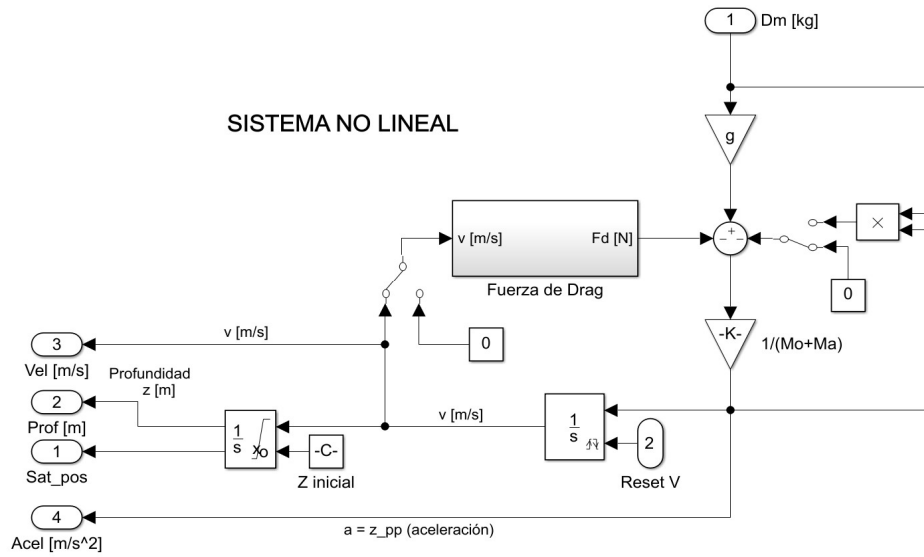 1
Dm [kg]
SISTEMA NO LINEAL
g
v [m/s]
Fd [N]
Fuerza de Drag
+
−
−
×
0
0
-K-
1/(Mo+Ma)
v [m/s]
3
Vel [m/s]
Profundidad
z [m]
2
Prof [m]
1
Sat_pos
1
s
xo
-C-
Z inicial
v [m/s]
1
s
2
Reset V
4
Acel [m/s^2]
a = z_pp (aceleración)